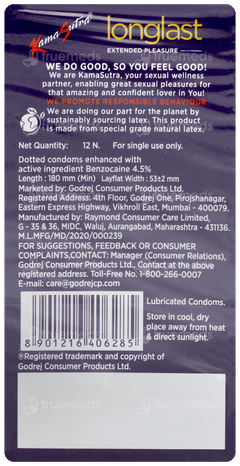 KamaSutra longlast
EXTENDED PLEASURE
WE DO GOOD, SO YOU FEEL GOOD!
We are KamaSutra, your sexual wellness
partner, enabling great sexual pleasures for
that amazing and confident lover in You!
WE PROMOTE RESPONSIBLE BEHAVIOUR
We are doing our part for the planet by
sustainably sourcing latex. This product
is made from special grade natural latex.
Net Quantity: 12 N. For single use only.
Dotted condoms enhanced with
active ingredient Benzocaine 4.5%
Length: 180 mm (Min) Layflat Width : 53±2 mm
Marketed by: Godrej Consumer Products Ltd.
Registered Address: 4th Floor, Godrej One, Pirojshanagar,
Eastern Express Highway, Vikhroli East, Mumbai - 400079.
Manufactured by: Raymond Consumer Care Limited,
G - 35 & 36, MIDC, Waluj, Aurangabad, Maharashtra - 431136.
M.L.MFG/MD/2020/000239
FOR SUGGESTIONS, FEEDBACK OR CONSUMER
COMPLAINTS,CONTACT: Manager (Consumer Relations),
Godrej Consumer Products Ltd., Contact at the above
registered address. Toll-Free No. 1-800-266-0007
E-mail: care@godrejcp.com
Lubricated Condoms.
Store in cool, dry
place away from heat
& direct sunlight.
8 901216 406285
®Registered trademark and copyright of
Godrej Consumer Products Ltd.
truemeds